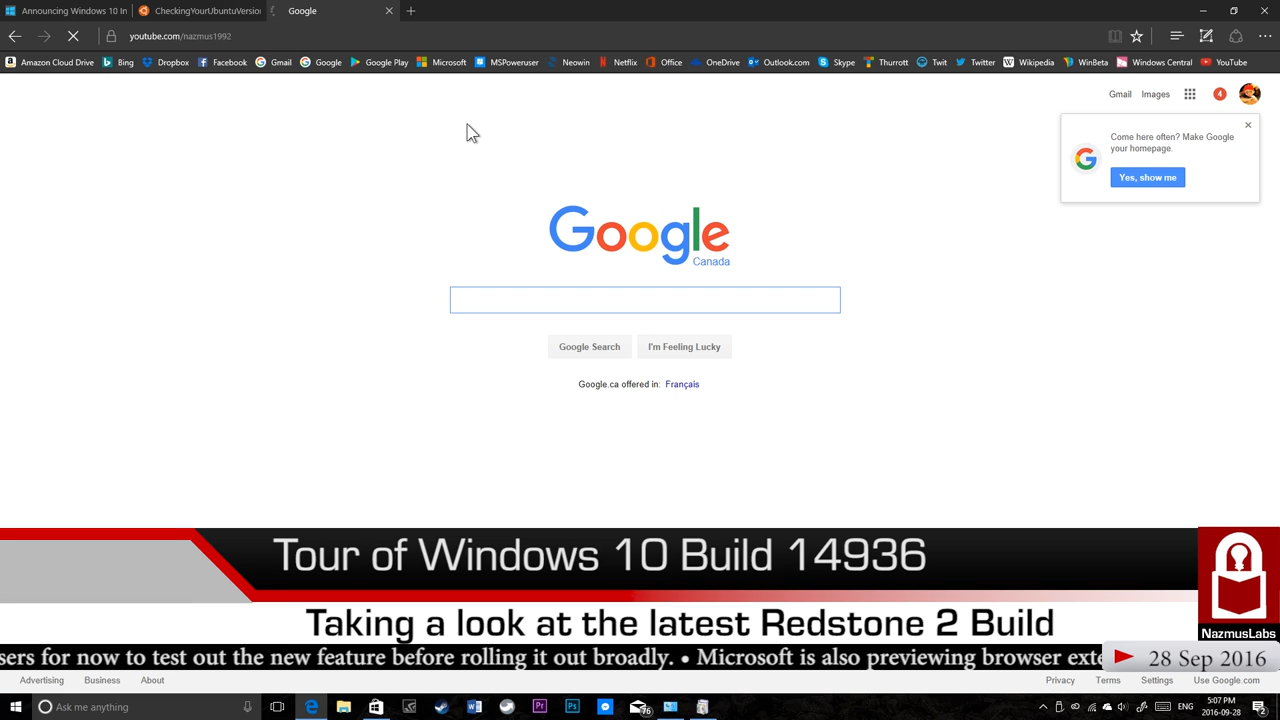 Announcing Windows 10 In
CheckingYourUbuntuVersion
Google
youtube.com/nazmus1992
Amazon Cloud Drive Bing Dropbox Facebook Gmail Google Google Play Microsoft MSPoweruser Neowin Netflix Office OneDrive Outlook.com Skype Thurrott Twit Twitter Wikipedia WinBeta Windows Central YouTube
Gmail Images 4
Come here often? Make Google
your homepage.
Yes, show me
Google
Canada
Google Search I'm Feeling Lucky
Google.ca offered in: Français
Tour of Windows 10 Build 14936
Taking a look at the latest Redstone 2 Build
NazmusLabs
sers for now to test out the new feature before rolling it out broadly. • Microsoft is also previewing browser exte
28 Sep 2016
Advertising Business About Privacy Terms Settings Use Google.com
Ask me anything
76
ENG
5:07 PM
2016-09-28
2